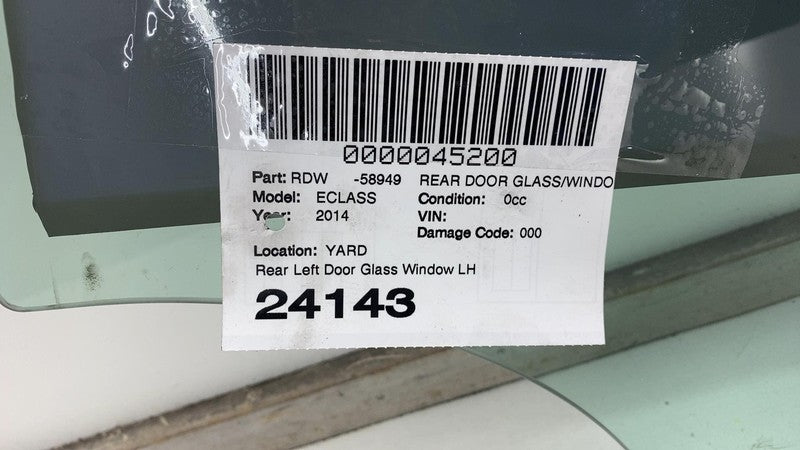 0000045200
Part: RDW -58949 REAR DOOR GLASS/WINDO
Model: ECLASS Condition: 0cc
Year: 2014 VIN:
Damage Code: 000
Location: YARD
Rear Left Door Glass Window LH
24143